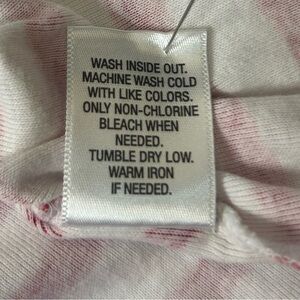 WASH INSIDE OUT.
MACHINE WASH COLD
WITH LIKE COLORS.
ONLY NON-CHLORINE
BLEACH WHEN
NEEDED.
TUMBLE DRY LOW.
WARM IRON
IF NEEDED.